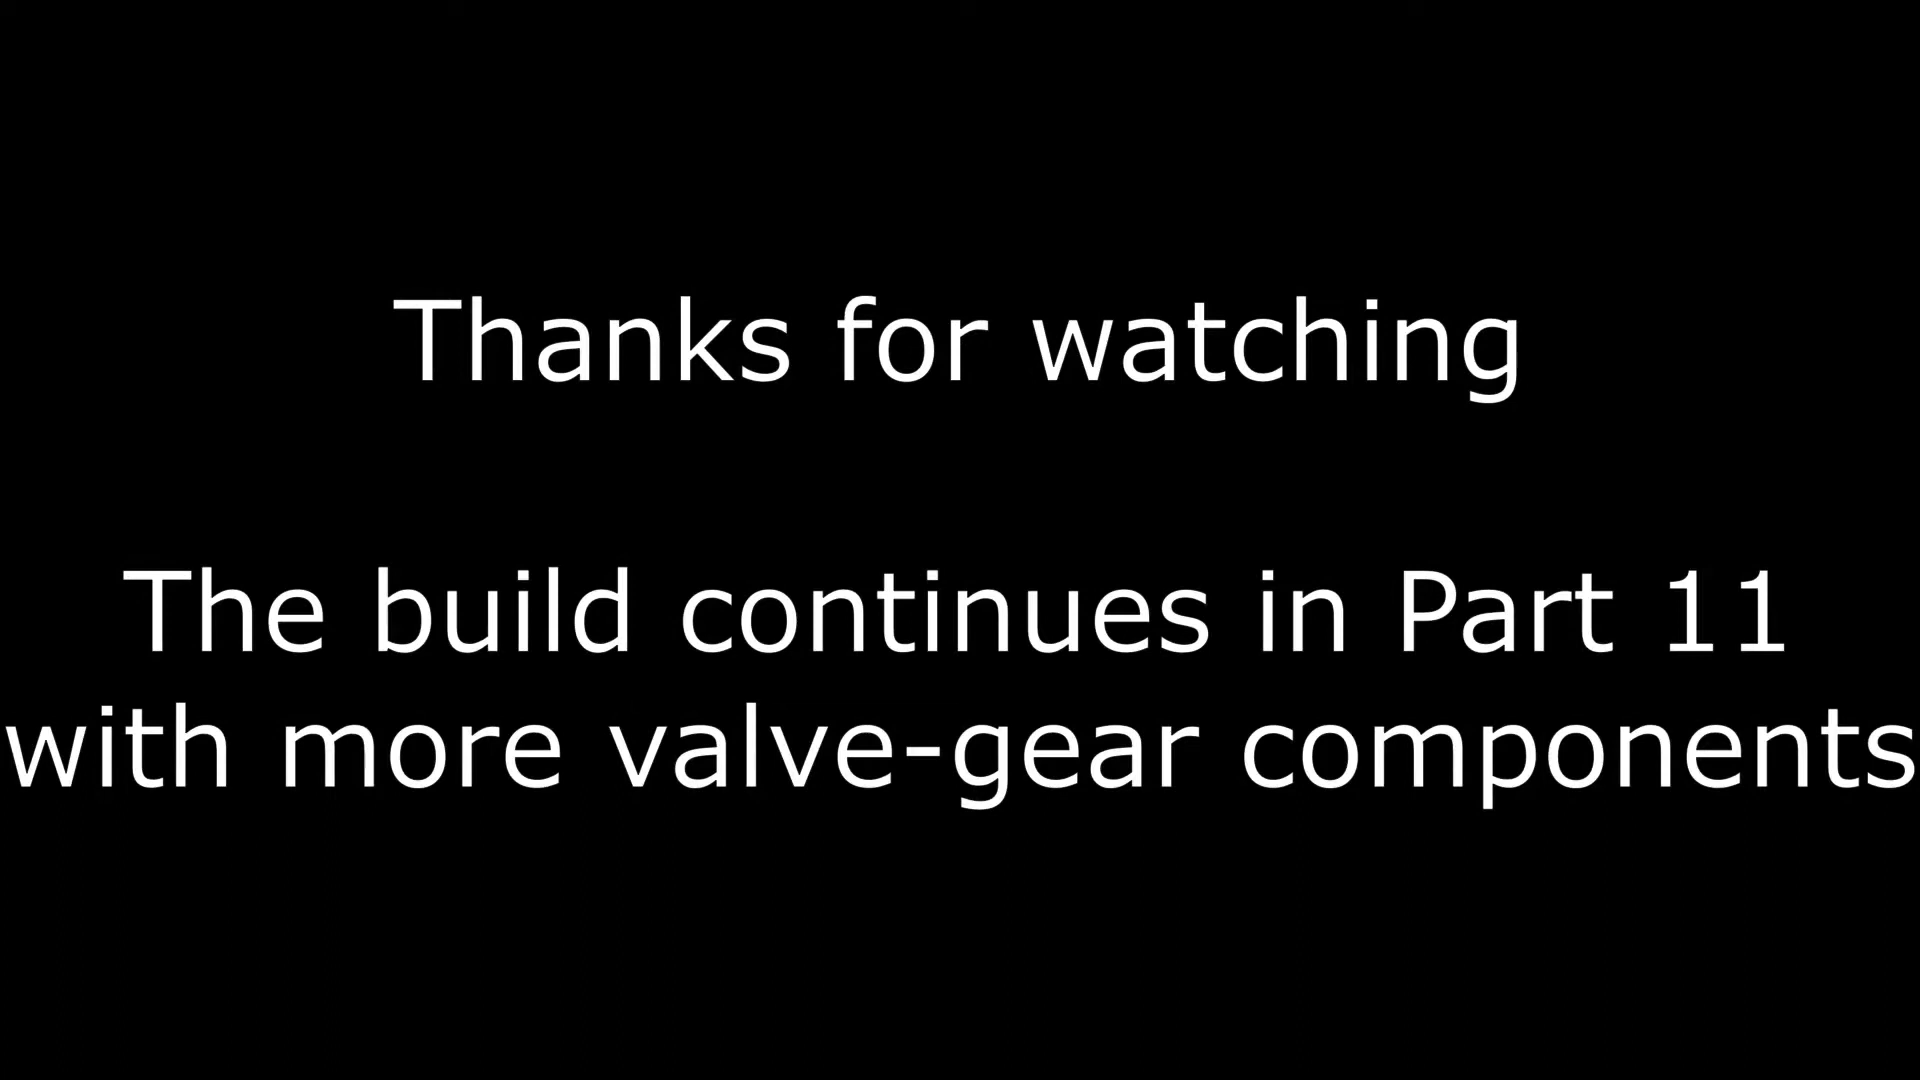 Thanks for watching
The build continues in Part 11
with more valve-gear components